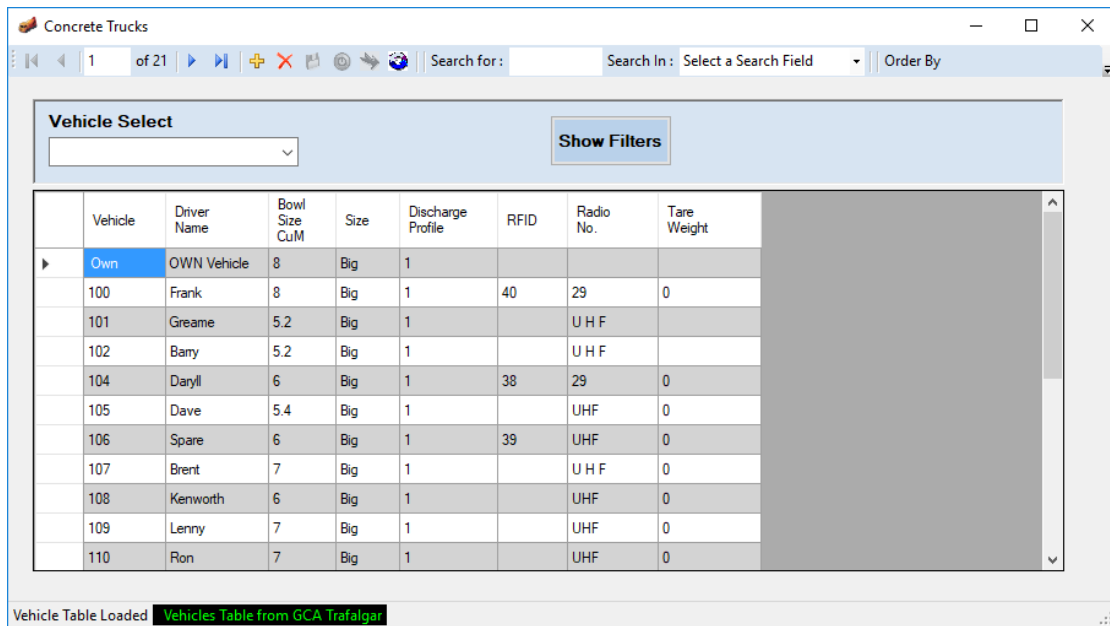 Concrete Trucks
1 of 21 Search for : Search In : Select a Search Field Order By
Vehicle Select
Show Filters
Vehicle Driver Name Bowl Size CuM Size Discharge Profile RFID Radio No. Tare Weight
Own OWN Vehicle 8 Big 1
100 Frank 8 Big 1 40 29 0
101 Greame 5.2 Big 1 U H F
102 Barry 5.2 Big 1 U H F
104 Daryll 6 Big 1 38 29 0
105 Dave 5.4 Big 1 UHF 0
106 Spare 6 Big 1 39 UHF 0
107 Brent 7 Big 1 U H F 0
108 Kenworth 6 Big 1 UHF 0
109 Lenny 7 Big 1 UHF 0
110 Ron 7 Big 1 UHF 0
Vehicle Table Loaded Vehicles Table from GCA Trafalgar